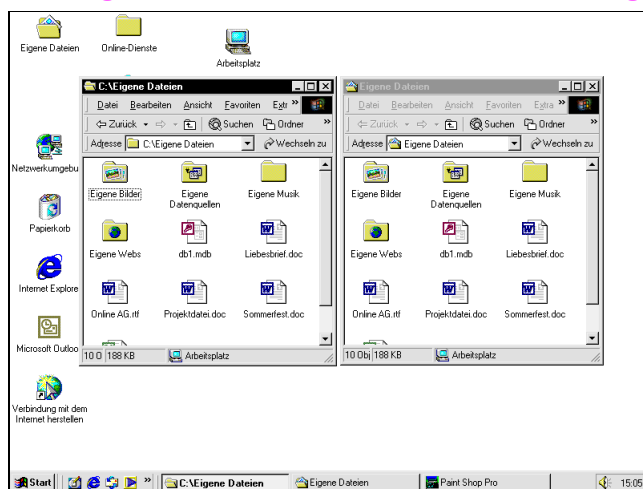 Eigene Dateien
Online-Dienste
Arbeitsplatz
Netzwerkumgebu
Papierkorb
Internet Explore
Microsoft Outloo
Verbindung mit dem
Internet herstellen
C:\Eigene Dateien
Datei Bearbeiten Ansicht Favoriten Extr »
Zurück Suchen Ordner »
Adresse C:\Eigene Dateien Wechseln zu
Eigene Bilder
Eigene
Datenquellen
Eigene Musik
Eigene Webs
db1.mdb
Liebesbrief.doc
Online AG.rtf
Projektdatei.doc
Sommerfest.doc
10 O 188 KB Arbeitsplatz
Eigene Dateien
Datei Bearbeiten Ansicht Favoriten Extra »
Zurück Suchen Ordner »
Adresse Eigene Dateien Wechseln zu
Eigene Bilder
Eigene
Datenquellen
Eigene Musik
Eigene Webs
db1.mdb
Liebesbrief.doc
Online AG.rtf
Projektdatei.doc
Sommerfest.doc
10 Obj 188 KB Arbeitsplatz
Start » C:\Eigene Dateien Eigene Dateien Paint Shop Pro 15:05